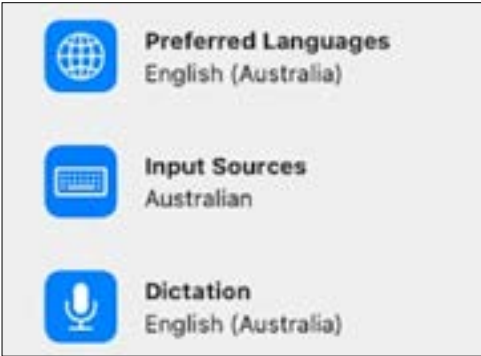 Preferred Languages
English (Australia)
Input Sources
Australian
Dictation
English (Australia)